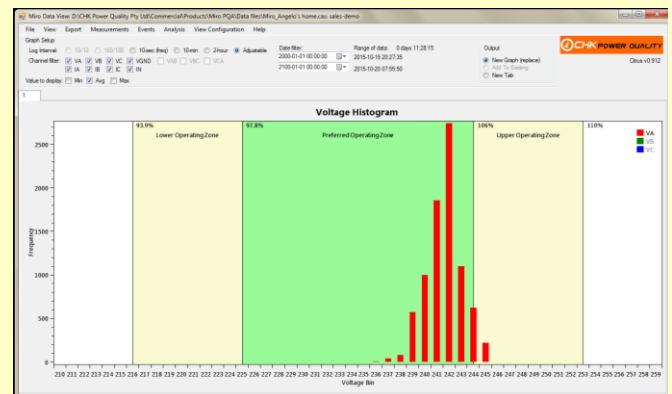 Miro Data View: D:\CHK Power Quality Pty Ltd\Commercial\Products\Miro PQA\Data files\Miro_Angelo's home.cas: sales-demo
File View Export Measurements Events Analysis View Configuration Help
Graph Setup
Log Interval: 10/12 150/180 10-sec (freq) 10-min 2-hour Adjustable
Channel filter: VA VB VC VGND VAB VBC VCA
IA IB IC IN
Value to display: Min Avg Max
Date filter:
2000-01-01 00:00:00
2100-01-01 00:00:00
Range of data: 0 days 11:28:15
2015-10-19 20:27:35
2015-10-20 07:55:50
Output
New Graph (replace)
Add To Existing
New Tab
CHK POWER QUALITY
Citrus v0.912
1
Voltage Histogram
93.9% 97.8% 106% 110%
Lower Operating Zone Preferred Operating Zone Upper Operating Zone
VA
VB
VC
Frequency
2500
2000
1500
1000
500
0
210 211 212 213 214 215 216 217 218 219 220 221 222 223 224 225 226 227 228 229 230 231 232 233 234 235 236 237 238 239 240 241 242 243 244 245 246 247 248 249 250 251 252 253 254 255 256 257 258 259
Voltage Bin